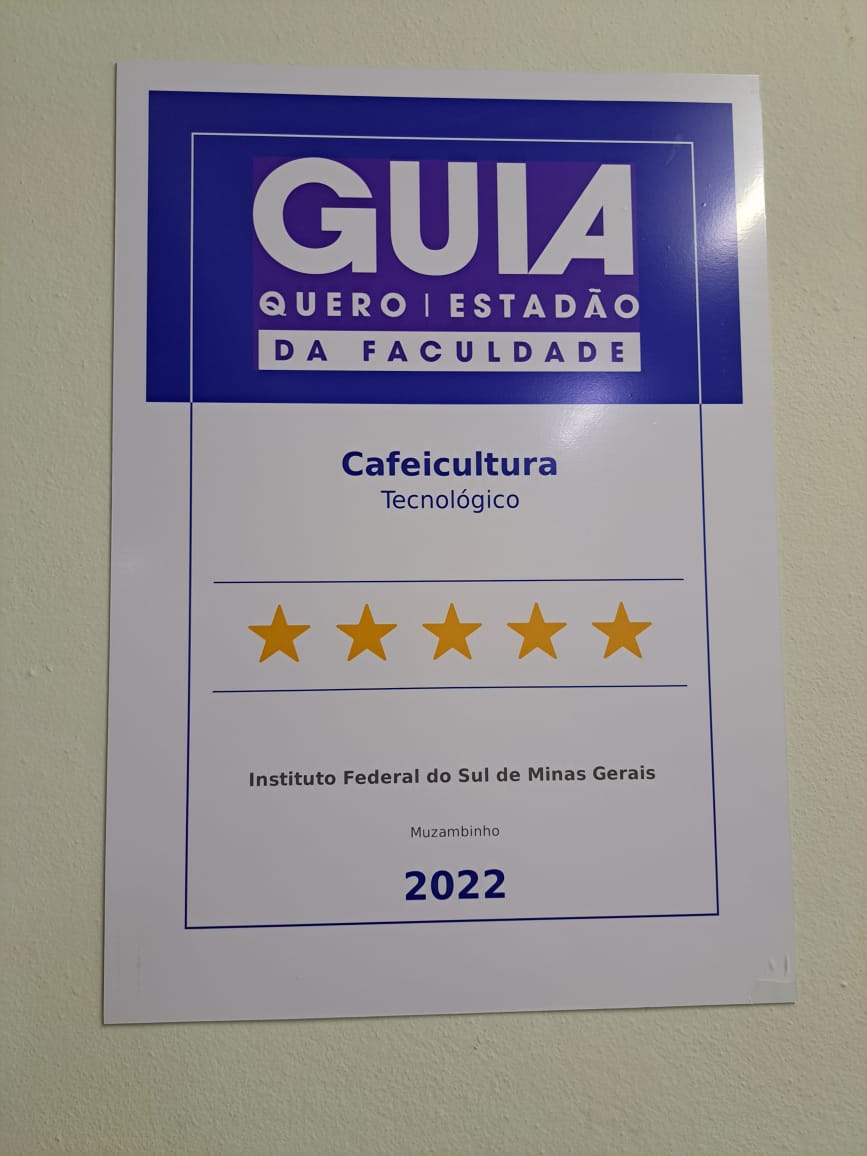 GUIA
QUERO | ESTADÃO
DA FACULDADE
Cafeicultura
Tecnológico
Instituto Federal do Sul de Minas Gerais
Muzambinho
2022